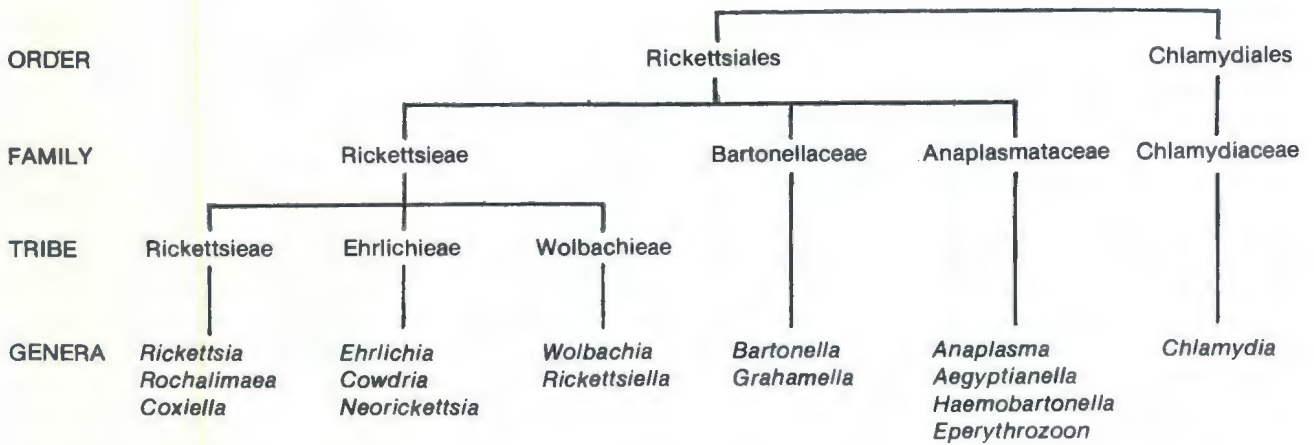 ORDER Rickettsiales Chlamydiales
FAMILY Rickettsieae Bartonellaceae Anaplasmataceae Chlamydiaceae
TRIBE Rickettsieae Ehrlichieae Wolbachieae
GENERA Rickettsia Ehrlichia Wolbachia Bartonella Anaplasma Chlamydia
Rochalimaea Cowdria Rickettsiella Grahamella Aegyptianella
Coxiella Neorickettsia Haemobartonella
Eperythrozoon